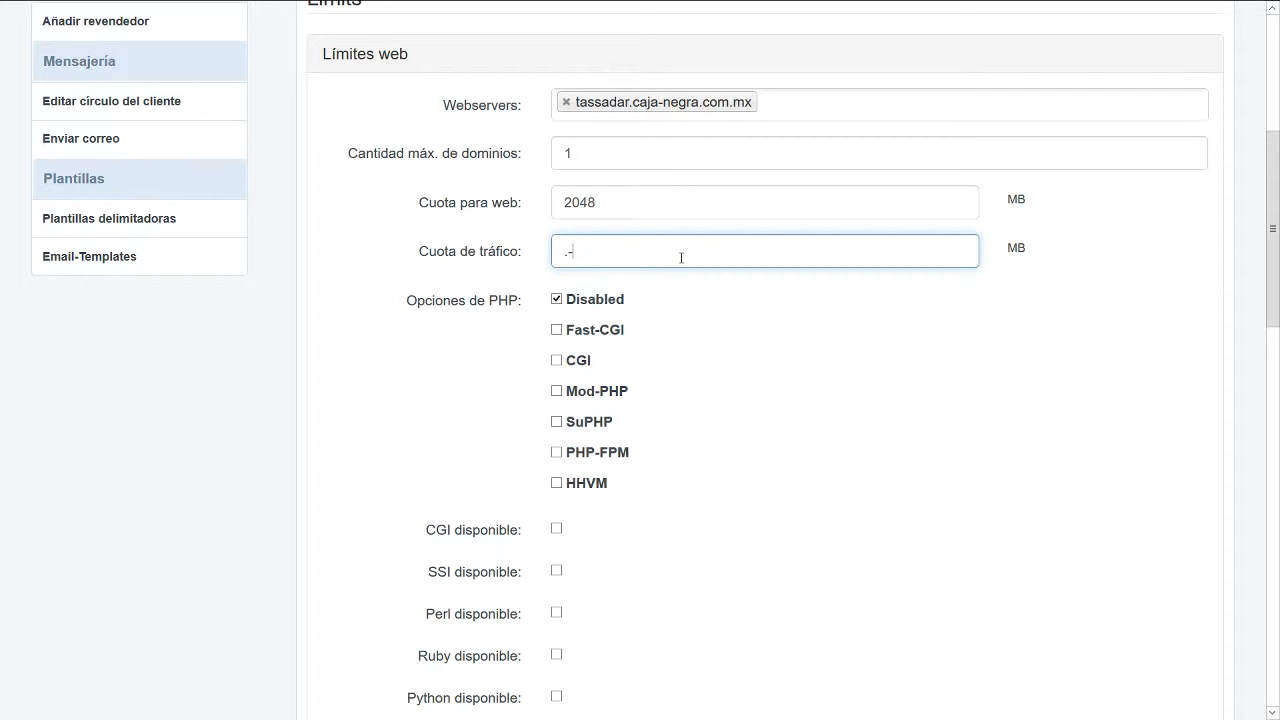 Añadir revendedor
Mensajería
Editar círculo del cliente
Enviar correo
Plantillas
Plantillas delimitadoras
Email-Templates
Limits
Límites web
Webservers: × tassadar.caja-negra.com.mx
Cantidad máx. de dominios: 1
Cuota para web: 2048 MB
Cuota de tráfico: .- MB
Opciones de PHP: Disabled
Fast-CGI
CGI
Mod-PHP
SuPHP
PHP-FPM
HHVM
CGI disponible:
SSI disponible:
Perl disponible:
Ruby disponible:
Python disponible: